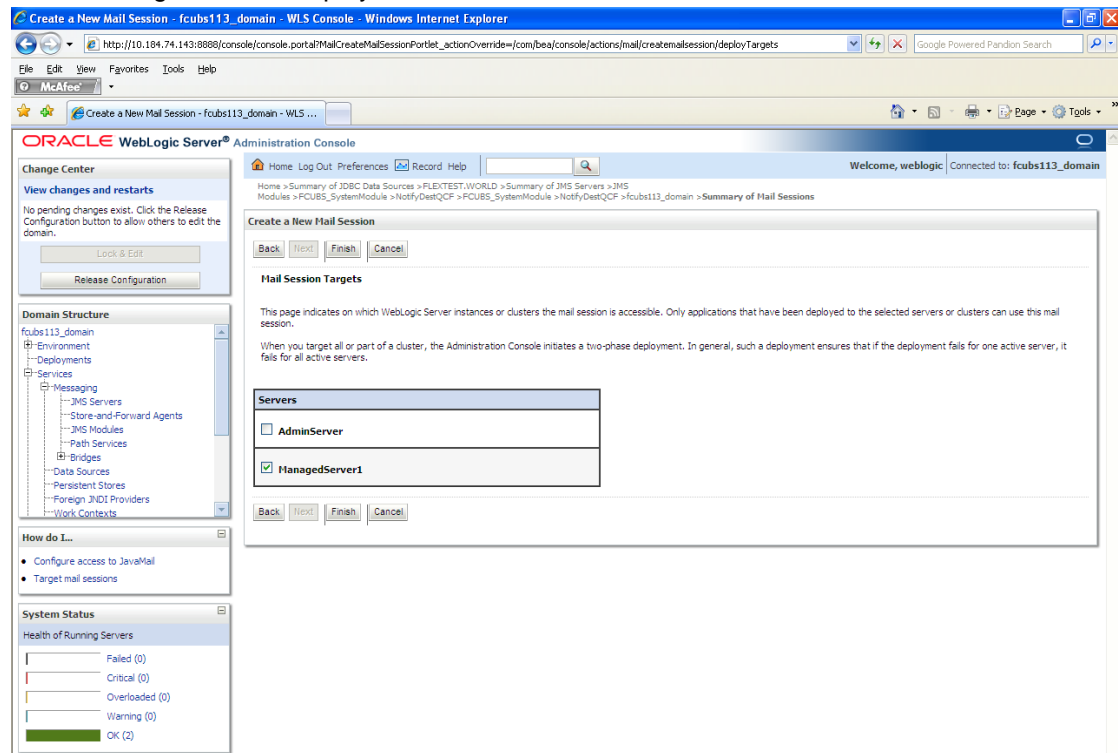 Create a New Mail Session - fcubs113_domain - WLS Console - Windows Internet Explorer
http://10.184.74.143:8888/console/console.portal?MailCreateMailSessionPortlet_actionOverride=/com/bea/console/actions/mail/createmailsession/deployTargets
Google Powered Pandion Search
File Edit View Favorites Tools Help
McAfee
Create a New Mail Session - fcubs113_domain - WLS ...
Page Tools »
ORACLE WebLogic Server® Administration Console
Change Center
View changes and restarts
No pending changes exist. Click the Release
Configuration button to allow others to edit the
domain.
Lock & Edit
Release Configuration
Domain Structure
fcubs113_domain
Environment
Deployments
Services
Messaging
JMS Servers
Store-and-Forward Agents
JMS Modules
Path Services
Bridges
Data Sources
Persistent Stores
Foreign JNDI Providers
Work Contexts
How do I...
Configure access to JavaMail
Target mail sessions
System Status
Health of Running Servers
Failed (0)
Critical (0)
Overloaded (0)
Warning (0)
OK (2)
Home Log Out Preferences Record Help
Welcome, weblogic Connected to: fcubs113_domain
Home >Summary of JDBC Data Sources >FLEXTEST.WORLD >Summary of JMS Servers >JMS
Modules >FCUBS_SystemModule >NotifyDestQCF >FCUBS_SystemModule >NotifyDestQCF >fcubs113_domain >Summary of Mail Sessions
Create a New Mail Session
Back Next Finish Cancel
Mail Session Targets
This page indicates on which WebLogic Server instances or clusters the mail session is accessible. Only applications that have been deployed to the selected servers or clusters can use this mail
session.
When you target all or part of a cluster, the Administration Console initiates a two-phase deployment. In general, such a deployment ensures that if the deployment fails for one active server, it
fails for all active servers.
Servers
AdminServer
ManagedServer1
Back Next Finish Cancel